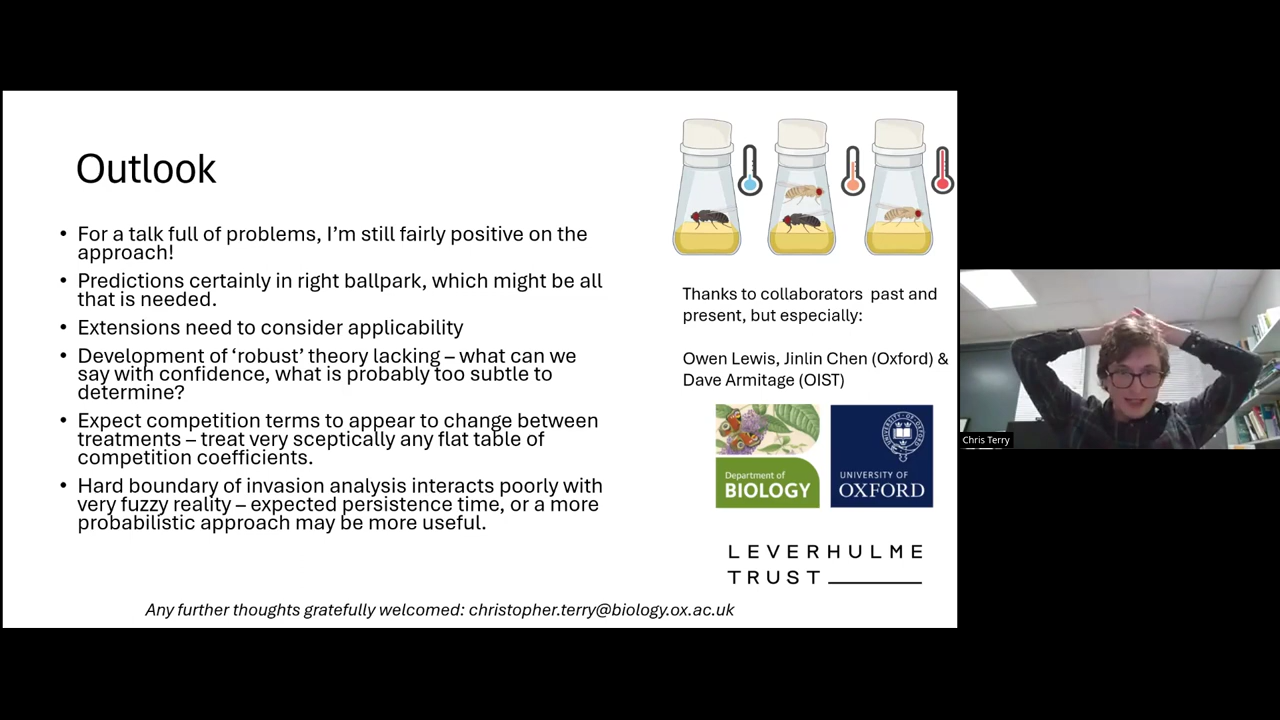 Outlook
• For a talk full of problems, I’m still fairly positive on the
approach!
• Predictions certainly in right ballpark, which might be all
that is needed.
• Extensions need to consider applicability
• Development of ‘robust’ theory lacking – what can we
say with confidence, what is probably too subtle to
determine?
• Expect competition terms to appear to change between
treatments – treat very sceptically any flat table of
competition coefficients.
• Hard boundary of invasion analysis interacts poorly with
very fuzzy reality – expected persistence time, or a more
probabilistic approach may be more useful.
Thanks to collaborators past and
present, but especially:
Owen Lewis, Jinlin Chen (Oxford) &
Dave Armitage (OIST)
Department of
BIOLOGY
UNIVERSITY OF
OXFORD
LEVERHULME
TRUST
Any further thoughts gratefully welcomed: christopher.terry@biology.ox.ac.uk
Chris Terry